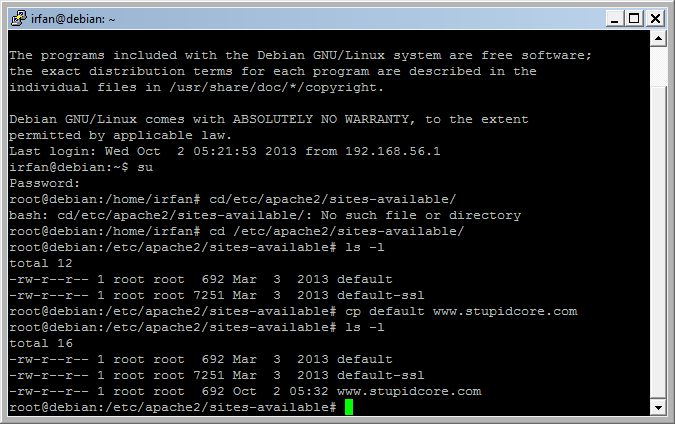 irfan@debian: ~
The programs included with the Debian GNU/Linux system are free software;
the exact distribution terms for each program are described in the
individual files in /usr/share/doc/*/copyright.
Debian GNU/Linux comes with ABSOLUTELY NO WARRANTY, to the extent
permitted by applicable law.
Last login: Wed Oct  2 05:21:53 2013 from 192.168.56.1
irfan@debian:~$ su
Password:
root@debian:/home/irfan# cd/etc/apache2/sites-available/
bash: cd/etc/apache2/sites-available/: No such file or directory
root@debian:/home/irfan# cd /etc/apache2/sites-available/
root@debian:/etc/apache2/sites-available# ls -l
total 12
-rw-r--r-- 1 root root  692 Mar  3  2013 default
-rw-r--r-- 1 root root 7251 Mar  3  2013 default-ssl
root@debian:/etc/apache2/sites-available# cp default www.stupidcore.com
root@debian:/etc/apache2/sites-available# ls -l
total 16
-rw-r--r-- 1 root root  692 Mar  3  2013 default
-rw-r--r-- 1 root root 7251 Mar  3  2013 default-ssl
-rw-r--r-- 1 root root  692 Oct  2 05:32 www.stupidcore.com
root@debian:/etc/apache2/sites-available#